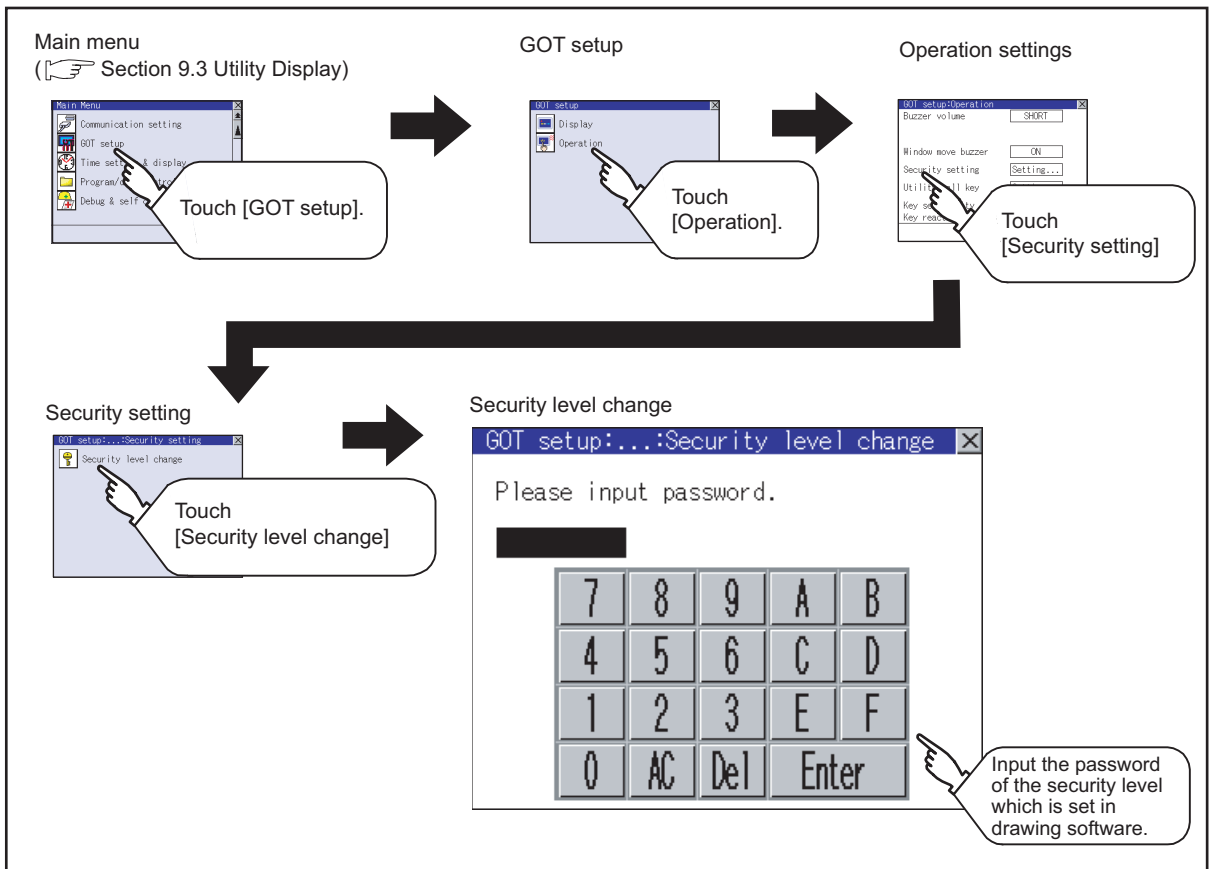 Main menu
( Section 9.3 Utility Display)
GOT setup
Operation settings
Main Menu
Communication setting
GOT setup
Time & display
Program/
Debug & self
Touch [GOT setup].
GOT setup
Display
Operation
Touch
[Operation].
GOT setup:Operation
Buzzer volume SHORT
Window move buzzer ON
Security setting Setting...
key
Key
Key
Touch
[Security setting]
Security setting
GOT setup:...:Security setting
Security level change
Touch
[Security level change]
Security level change
GOT setup:...:Security level change
Please input password.
7 8 9 A B
4 5 6 C D
1 2 3 E F
0 AC Del Enter
Input the password
of the security level
which is set in
drawing software.